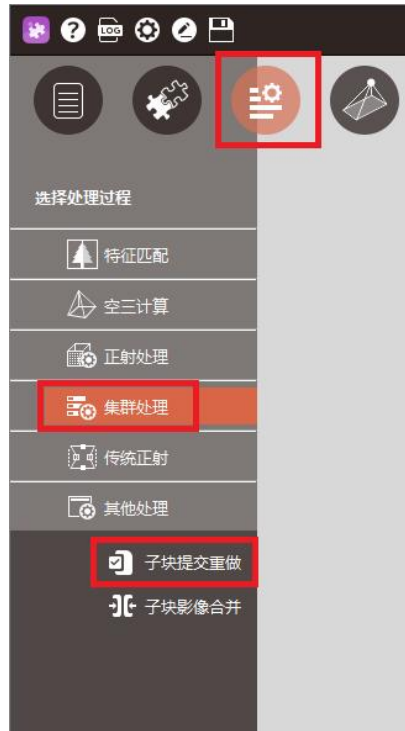 LOG
选择处理过程
特征匹配
空三计算
正射处理
集群处理
传统正射
其他处理
子块提交重做
子块影像合并